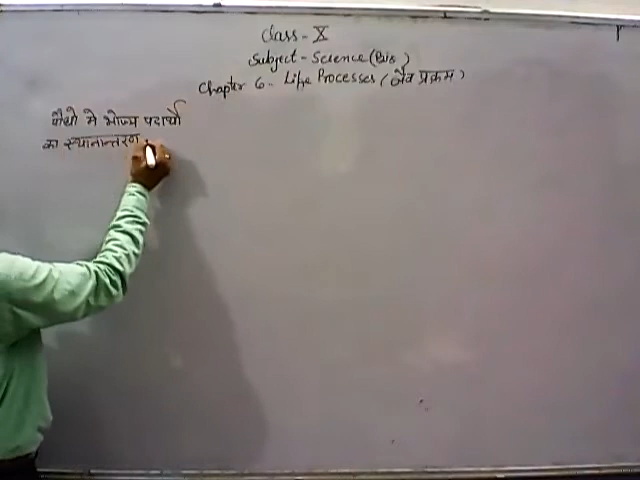 Class - X
Subject - Science (Bio)
Chapter 6 - Life Processes (जैव प्रक्रम)
पौधो मे भोज्य पदार्थो
का स्थानान्तरण